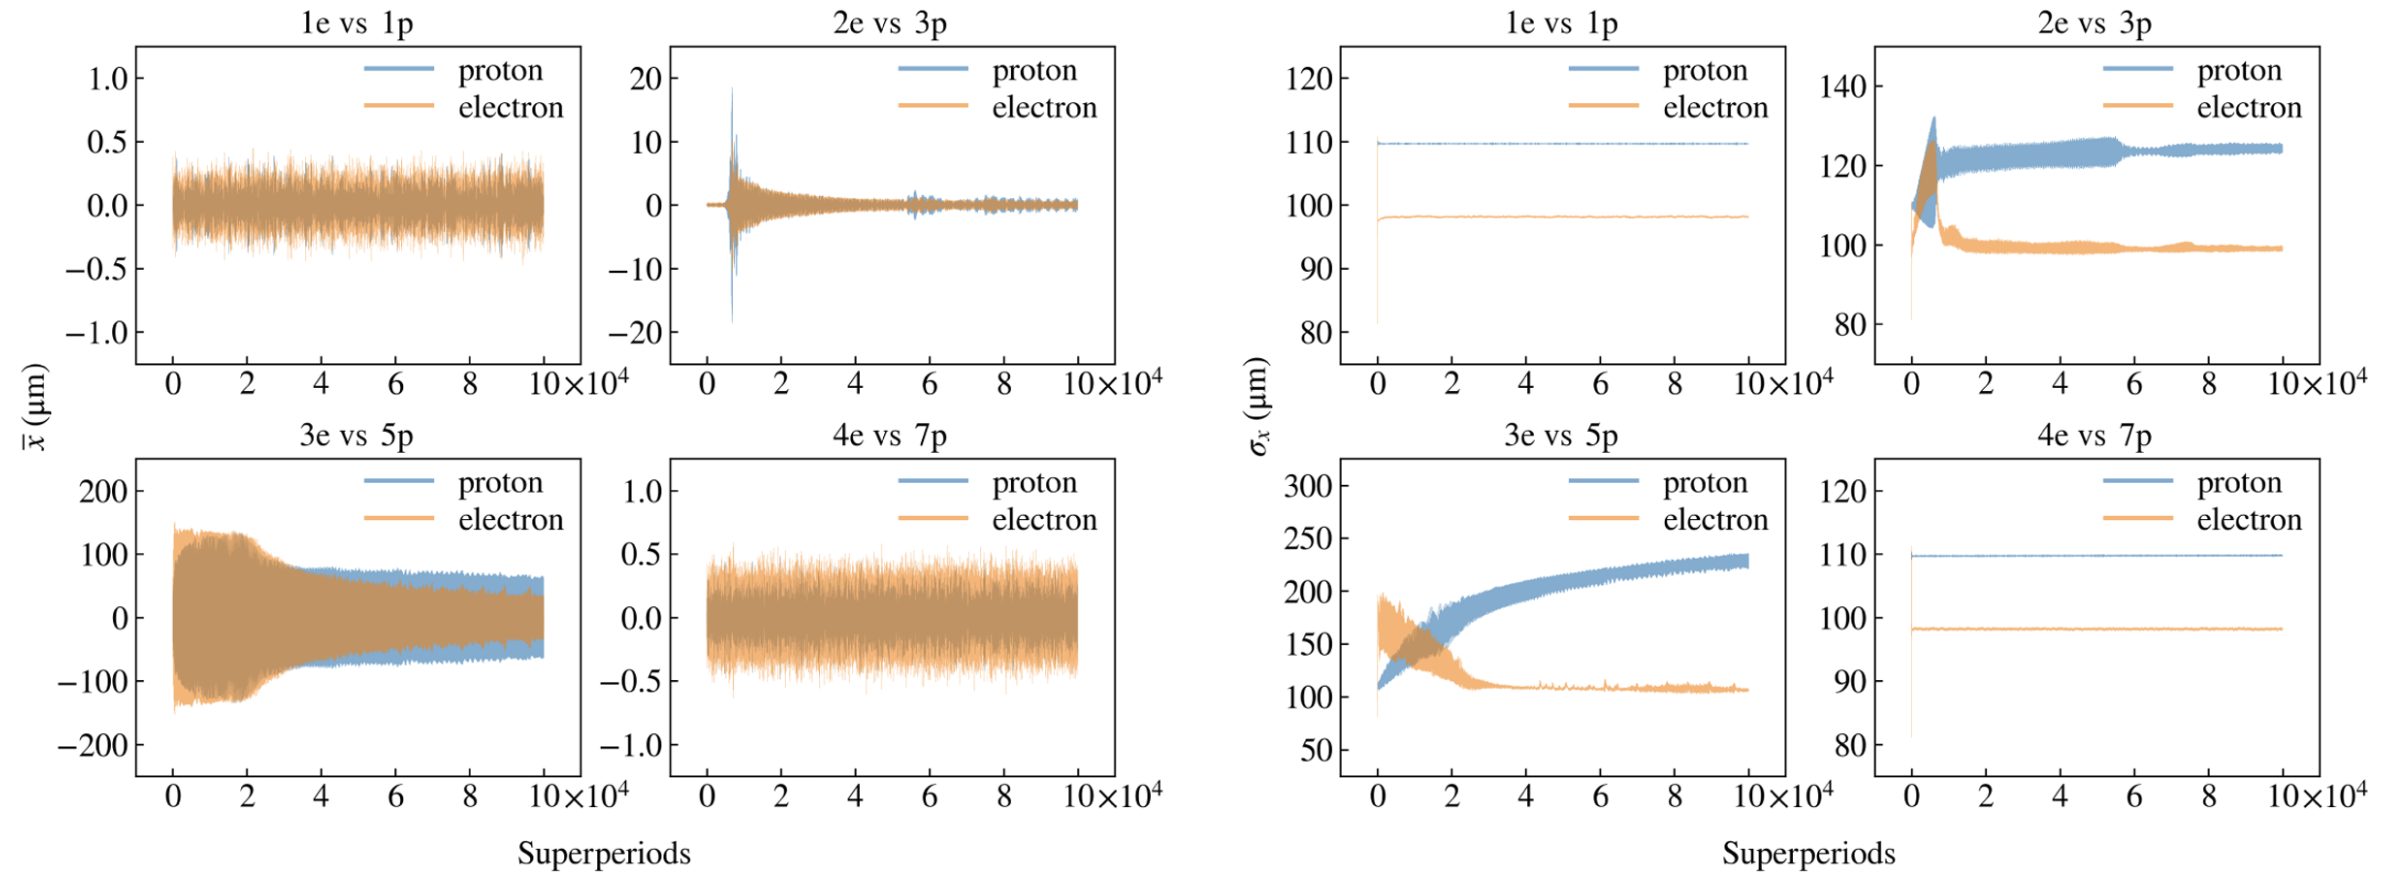 1e vs 1p
proton
electron
1.0
0.5
0.0
−0.5
−1.0
0 2 4 6 8 10×10⁴
2e vs 3p
proton
electron
20
10
0
−10
−20
0 2 4 6 8 10×10⁴
3e vs 5p
proton
electron
200
100
0
−100
−200
0 2 4 6 8 10×10⁴
4e vs 7p
proton
electron
1.0
0.5
0.0
−0.5
−1.0
0 2 4 6 8 10×10⁴
x̅ (μm)
Superperiods
1e vs 1p
proton
electron
120
110
100
90
80
0 2 4 6 8 10×10⁴
2e vs 3p
proton
electron
140
120
100
80
0 2 4 6 8 10×10⁴
3e vs 5p
proton
electron
300
250
200
150
100
50
0 2 4 6 8 10×10⁴
4e vs 7p
proton
electron
120
110
100
90
80
0 2 4 6 8 10×10⁴
σₓ (μm)
Superperiods